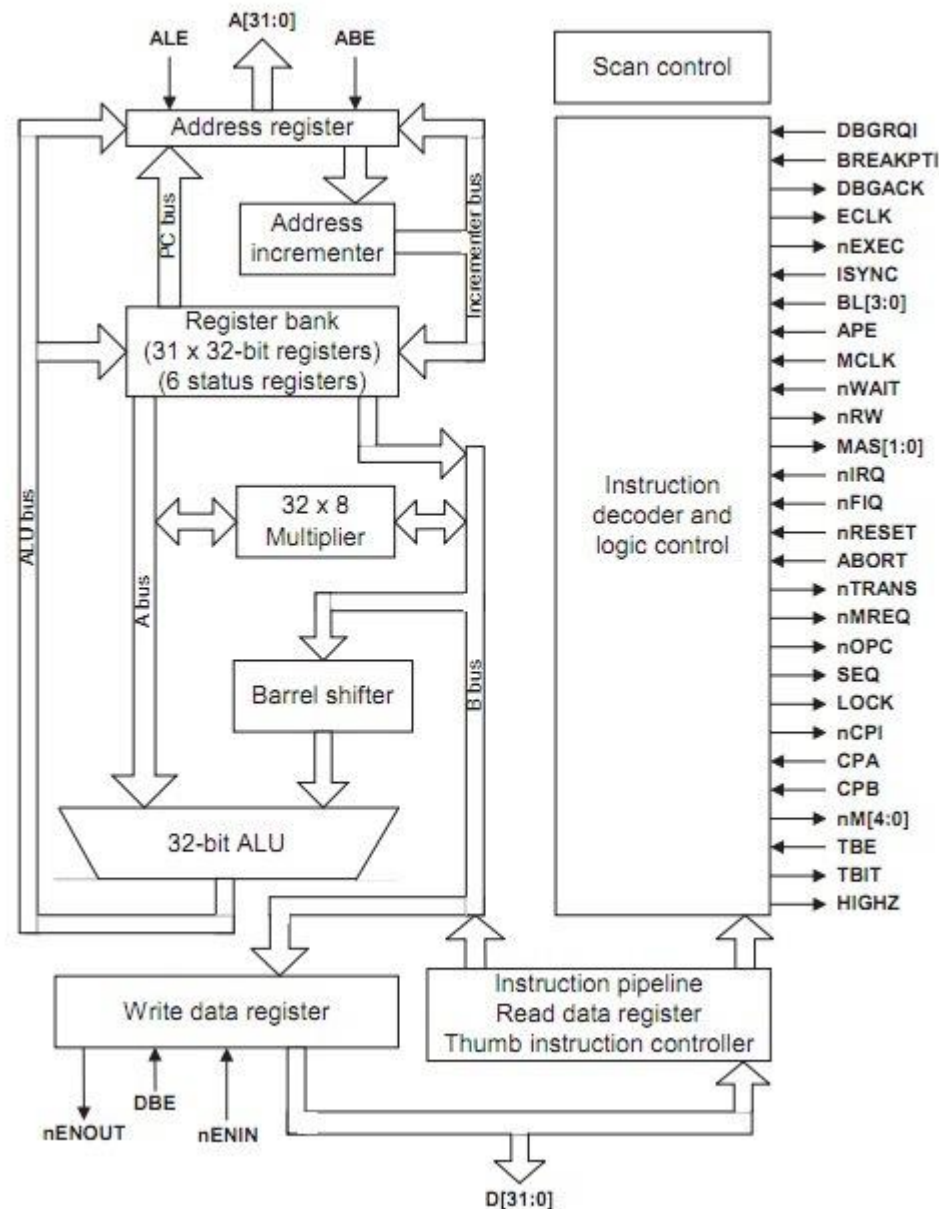 A[31:0]
ALE
ABE
Scan control
Address register
DBGRQI
BREAKPTI
DBGACK
ECLK
nEXEC
ISYNC
BL[3:0]
APE
MCLK
nWAIT
nRW
MAS[1:0]
nIRQ
nFIQ
nRESET
ABORT
nTRANS
nMREQ
nOPC
SEQ
LOCK
nCPI
CPA
CPB
nM[4:0]
TBE
TBIT
HIGHZ
PC bus
Address
incrementer
Incrementer bus
Register bank
(31 x 32-bit registers)
(6 status registers)
ALU bus
A bus
32 x 8
Multiplier
B bus
Barrel shifter
32-bit ALU
Instruction
decoder and
logic control
Write data register
Instruction pipeline
Read data register
Thumb instruction controller
nENOUT
DBE
nENIN
D[31:0]